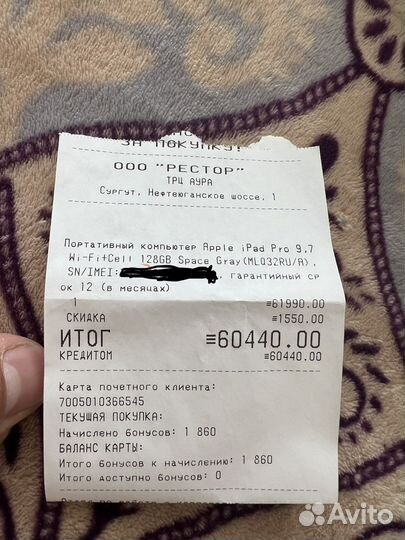 ЗА ПОКУПКУ!
ООО "РЕСТОР"
ТРЦ АУРА
Сургут, Нефтеюганское шоссе, 1
Портативный компьютер Apple iPad Pro 9.7
Wi-Fi+Cell 128GB Space Gray(MLQ32RU/A),
SN/IMEI: , гарантийный ср
ок 12 (в месяцах)
1 ≡61990.00
СКИДКА ≡1550.00
ИТОГ ≡60440.00
КРЕДИТОМ ≡60440.00
Карта почетного клиента:
7005010366545
ТЕКУЩАЯ ПОКУПКА:
Начислено бонусов: 1 860
БАЛАНС КАРТЫ:
Итого бонусов к начислению: 1 860
Итого доступно бонусов: 0
Avito